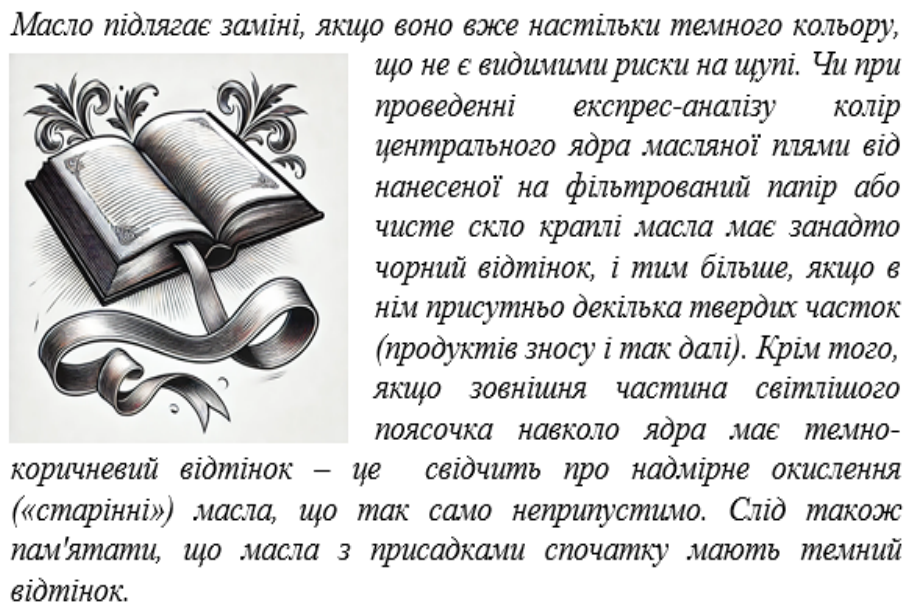 Масло підлягає заміні, якщо воно вже настільки темного кольору,
що не є видимими риски на щупі. Чи при
проведенні експрес-аналізу колір
центрального ядра масляної плями від
нанесеної на фільтрований папір або
чисте скло краплі масла має занадто
чорний відтінок, і тим більше, якщо в
нім присутньо декілька твердих часток
(продуктів зносу і так далі). Крім того,
якщо зовнішня частина світлішого
поясочка навколо ядра має темно-
коричневий відтінок – це свідчить про надмірне окислення
(«старінні») масла, що так само неприпустимо. Слід також
пам'ятати, що масла з присадками спочатку мають темний
відтінок.